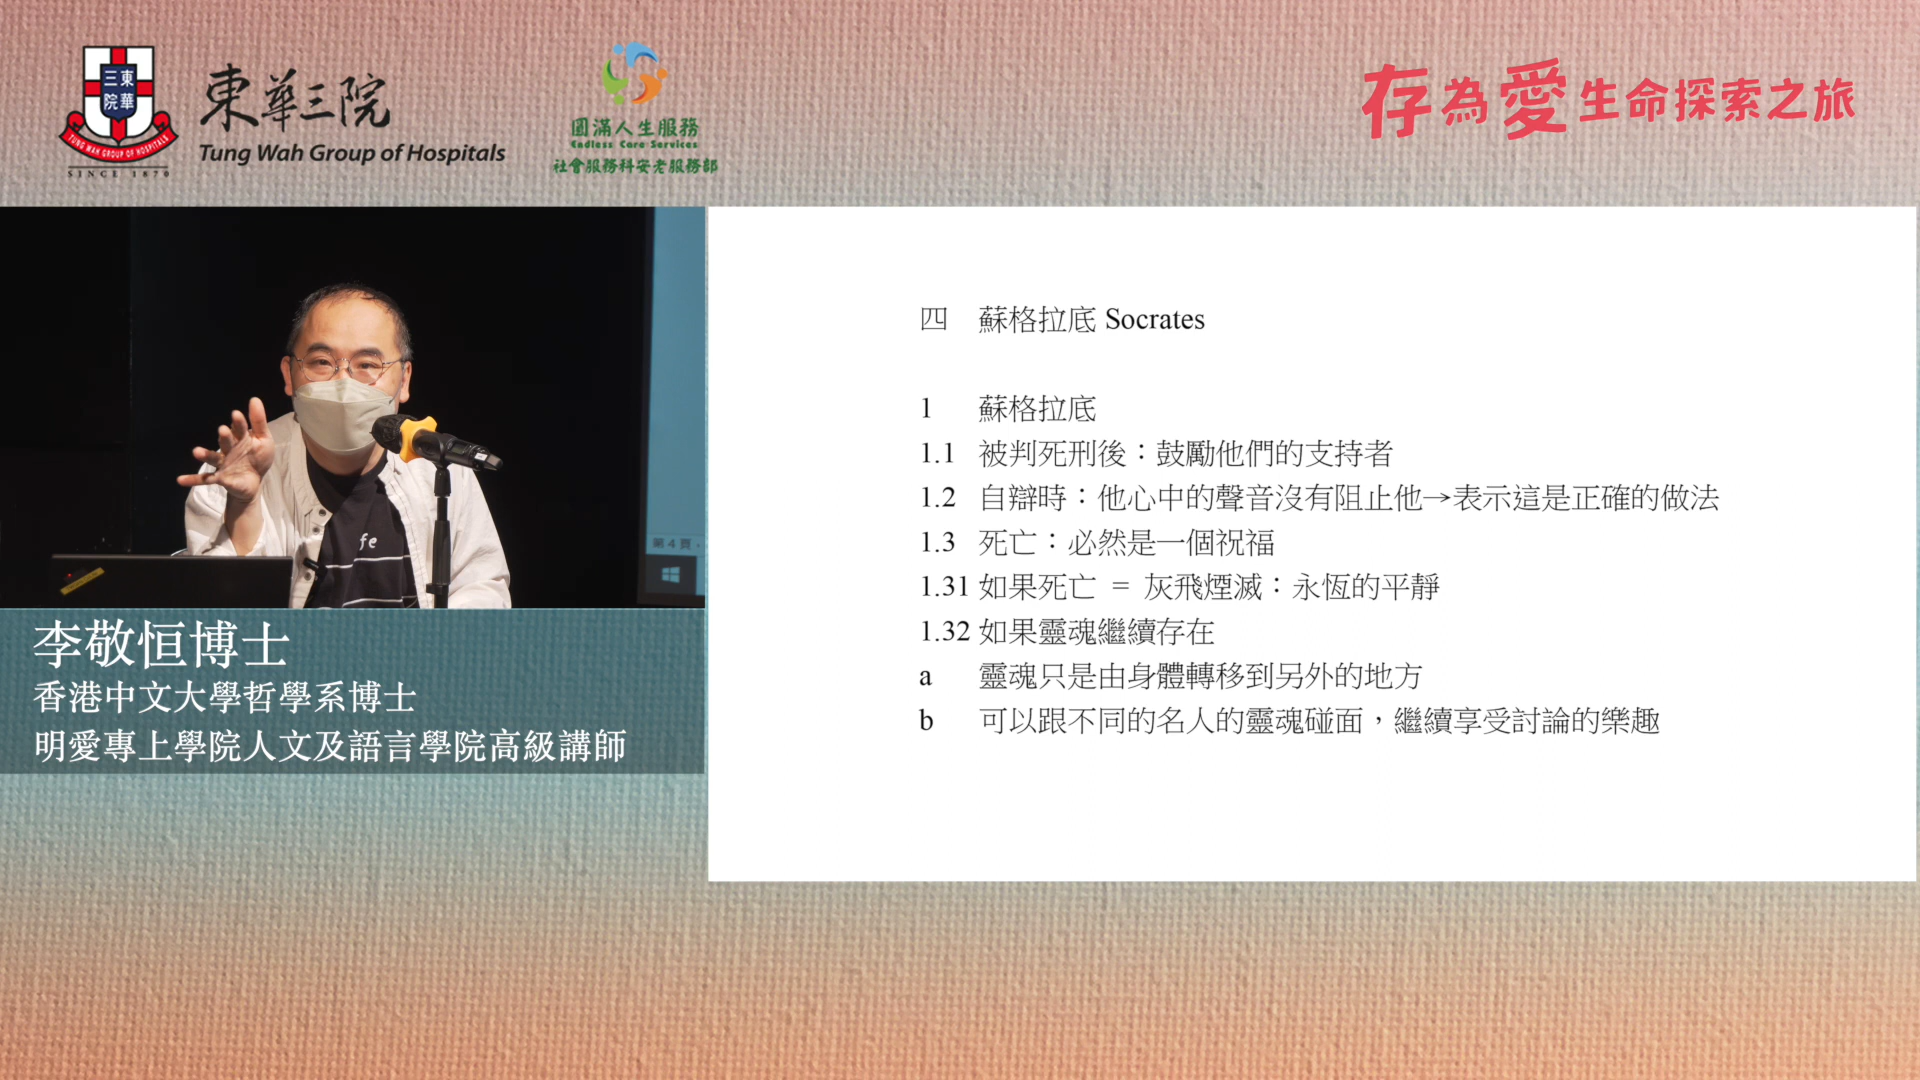 三東
院華
TUNG WAH GROUP OF HOSPITALS
SINCE 1870
東華三院
Tung Wah Group of Hospitals
圓滿人生服務
Endless Care Services
社會服務科安老服務部
存為愛生命探索之旅
fe
第 4 頁，
李敬恒博士
香港中文大學哲學系博士
明愛專上學院人文及語言學院高級講師
四 蘇格拉底 Socrates
1 蘇格拉底
1.1 被判死刑後：鼓勵他們的支持者
1.2 自辯時：他心中的聲音沒有阻止他→表示這是正確的做法
1.3 死亡：必然是一個祝福
1.31 如果死亡 = 灰飛煙滅：永恆的平靜
1.32 如果靈魂繼續存在
a 靈魂只是由身體轉移到另外的地方
b 可以跟不同的名人的靈魂碰面，繼續享受討論的樂趣